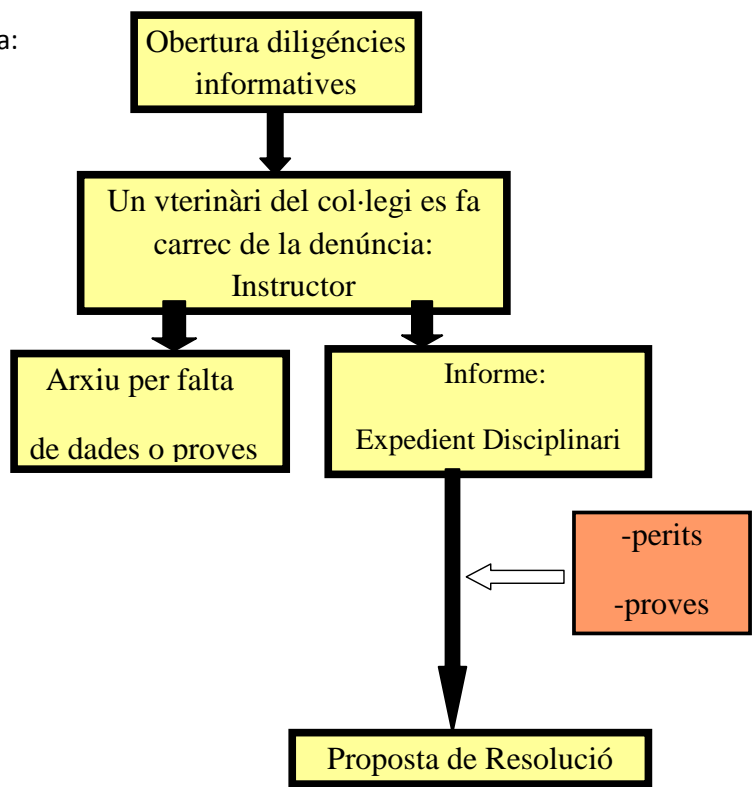 a:
Obertura diligéncies
informatives
Un vterinàri del col·legi es fa
carrec de la denúncia:
Instructor
Arxiu per falta
de dades o proves
Informe:
Expedient Disciplinari
-perits
-proves
Proposta de Resolució